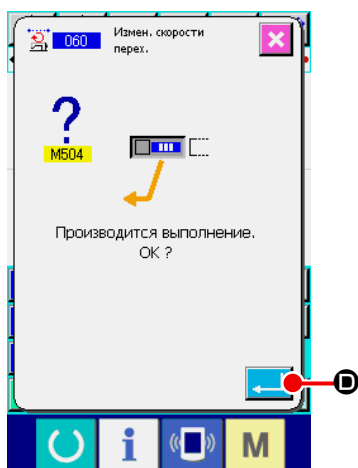 060 Измен. скорости
перех.
M504
Производится выполнение.
OK ?
D
i
M